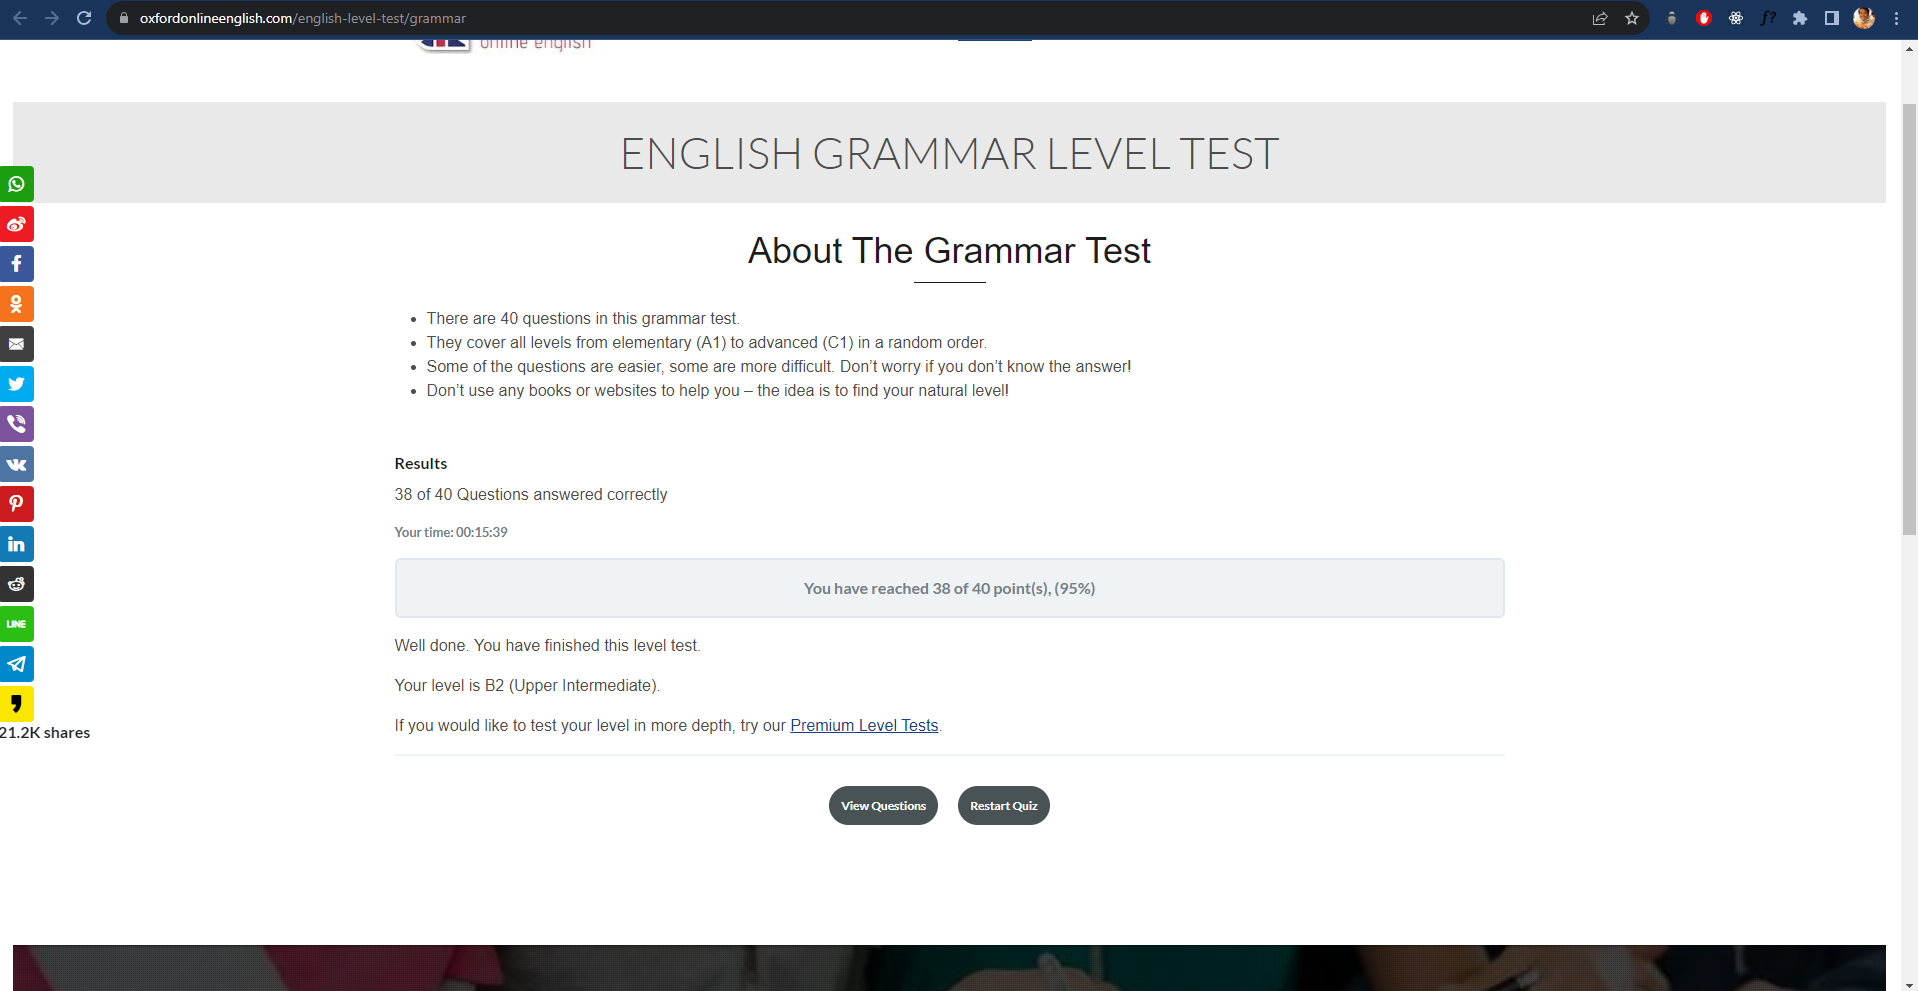 oxfordonlineenglish.com/english-level-test/grammar
online english
ENGLISH GRAMMAR LEVEL TEST
About The Grammar Test
There are 40 questions in this grammar test.
They cover all levels from elementary (A1) to advanced (C1) in a random order.
Some of the questions are easier, some are more difficult. Don’t worry if you don’t know the answer!
Don’t use any books or websites to help you – the idea is to find your natural level!
Results
38 of 40 Questions answered correctly
Your time: 00:15:39
You have reached 38 of 40 point(s), (95%)
Well done. You have finished this level test.
Your level is B2 (Upper Intermediate).
If you would like to test your level in more depth, try our Premium Level Tests.
View Questions Restart Quiz
LINE
21.2K shares
f?